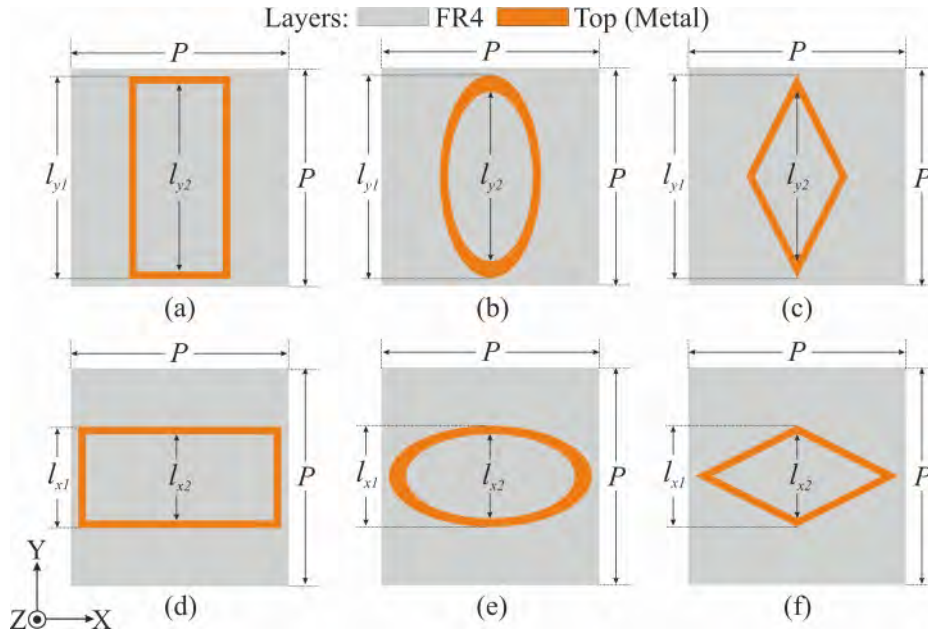 Layers: FR4 Top (Metal)
P P P
l_y1 l_y2 P l_y1 l_y2 P l_y1 l_y2 P
(a) (b) (c)
P P P
l_x1 l_x2 P l_x1 l_x2 P l_x1 l_x2 P
Y
Z X
(d) (e) (f)